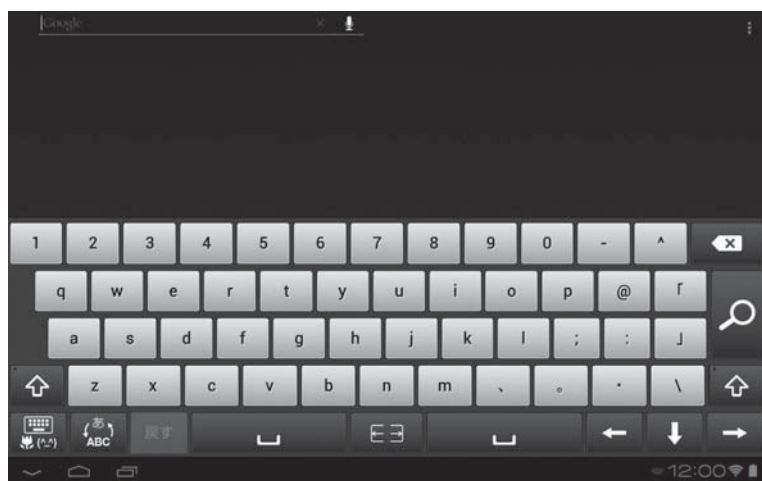 Google
1 2 3 4 5 6 7 8 9 0 - ^
q w e r t y u i o p @ 「
a s d f g h j k l ; : 」
z x c v b n m 、 。 ・ \
(^_^) あ ABC 戻す
12:00